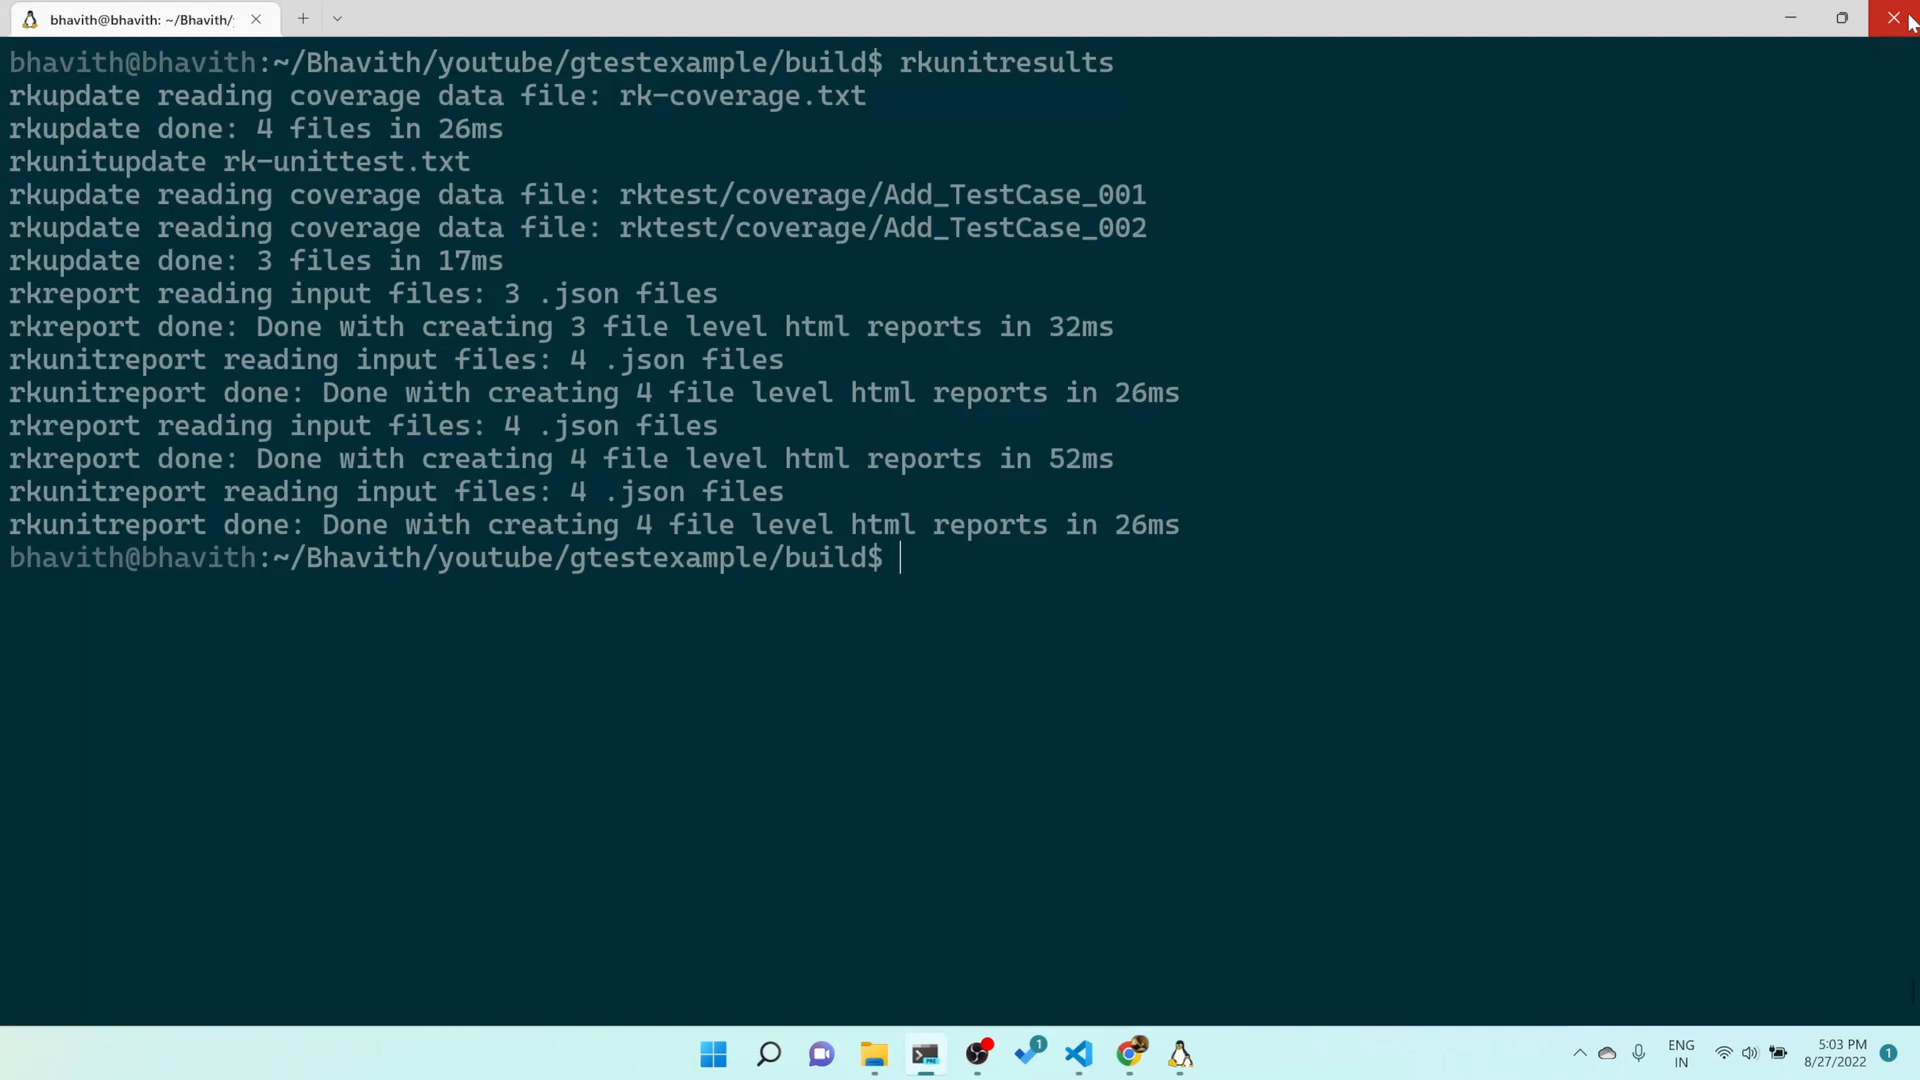 bhavith@bhavith: ~/Bhavith/
bhavith@bhavith:~/Bhavith/youtube/gtestexample/build$ rkunitresults
rkupdate reading coverage data file: rk-coverage.txt
rkupdate done: 4 files in 26ms
rkunitupdate rk-unittest.txt
rkupdate reading coverage data file: rktest/coverage/Add_TestCase_001
rkupdate reading coverage data file: rktest/coverage/Add_TestCase_002
rkupdate done: 3 files in 17ms
rkreport reading input files: 3 .json files
rkreport done: Done with creating 3 file level html reports in 32ms
rkunitreport reading input files: 4 .json files
rkunitreport done: Done with creating 4 file level html reports in 26ms
rkreport reading input files: 4 .json files
rkreport done: Done with creating 4 file level html reports in 52ms
rkunitreport reading input files: 4 .json files
rkunitreport done: Done with creating 4 file level html reports in 26ms
bhavith@bhavith:~/Bhavith/youtube/gtestexample/build$
PRE
1
ENG
IN
5:03 PM
8/27/2022
1